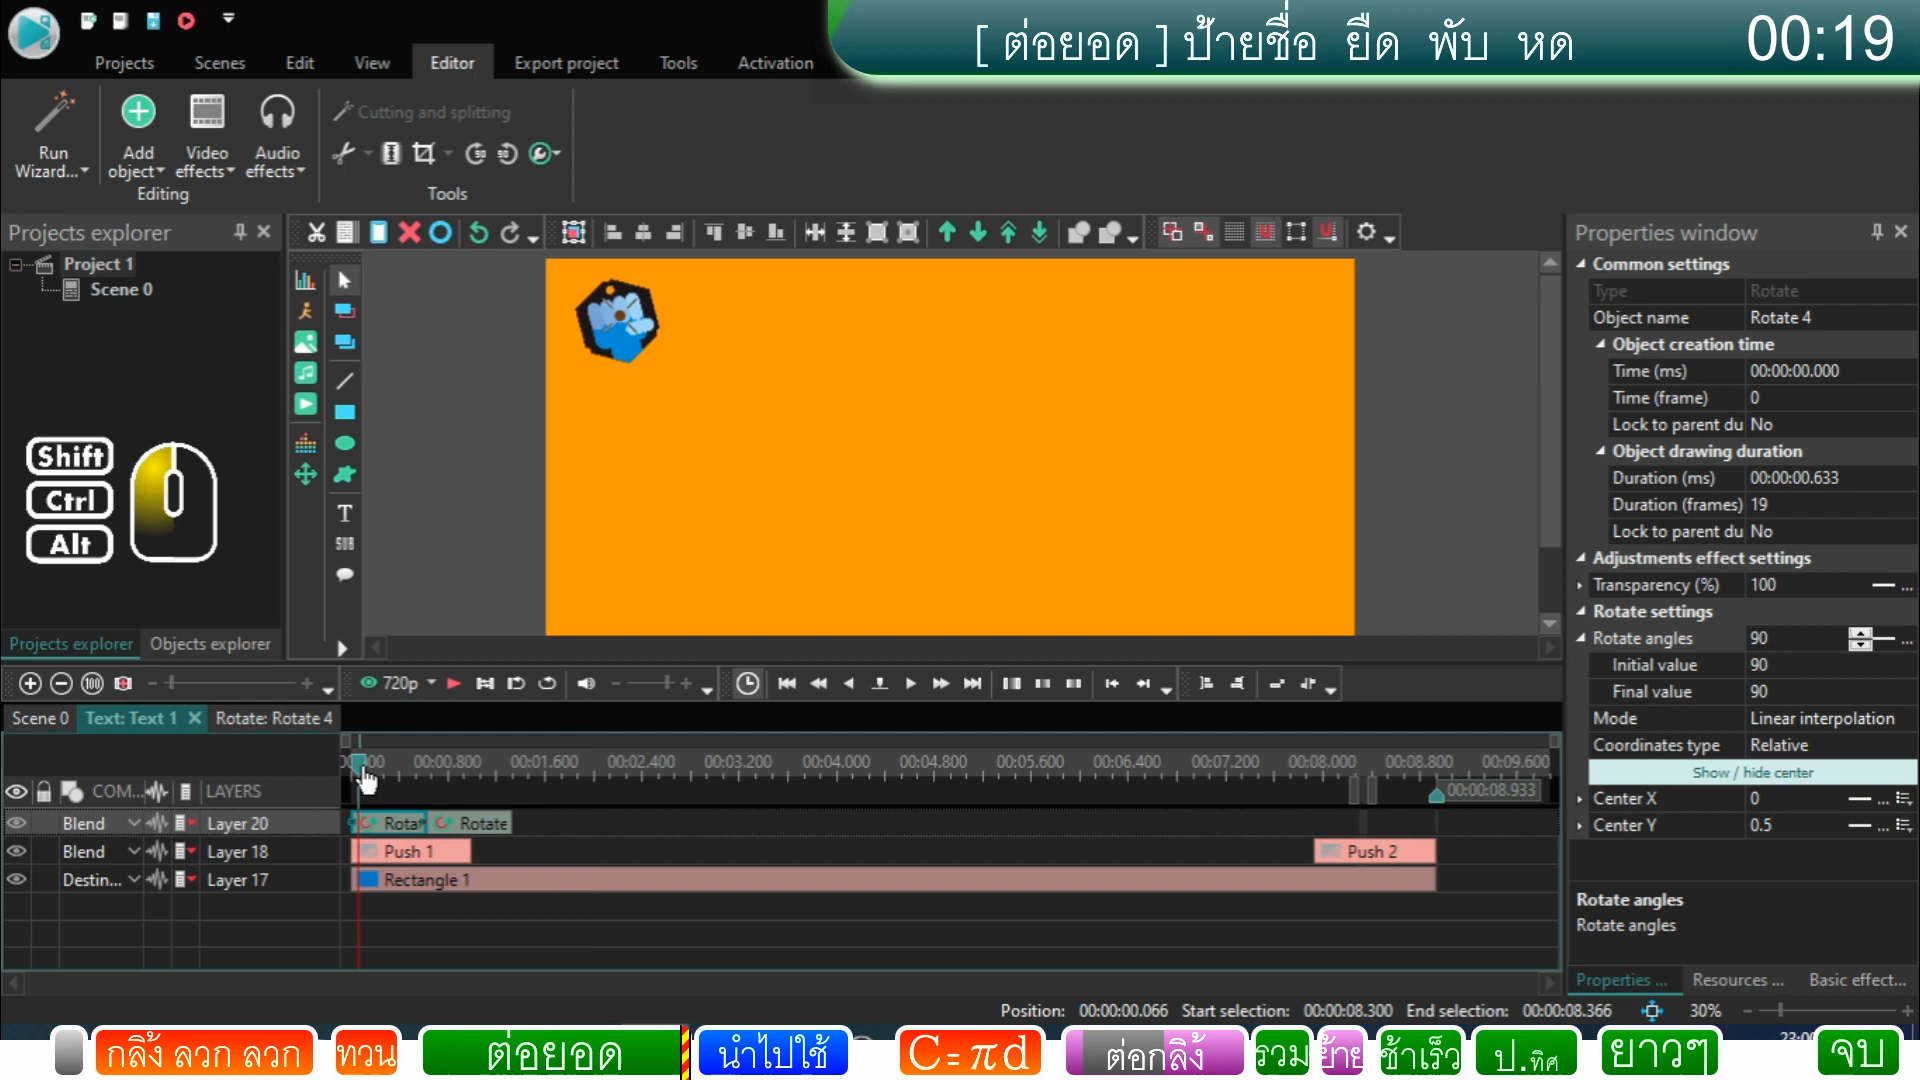 [ ต่อยอด ] ป้ายชื่อ ยืด พับ หด
00:19
Projects Scenes Edit View Editor Export project Tools Activation
Cutting and splitting
Run Wizard...
Add object
Video effects
Audio effects
Editing
Tools
Projects explorer
Project 1
Scene 0
Shift
Ctrl
Alt
Projects explorer Objects explorer
T
SUB
Properties window
Common settings
Type Rotate
Object name Rotate 4
Object creation time
Time (ms) 00:00:00.000
Time (frame) 0
Lock to parent du No
Object drawing duration
Duration (ms) 00:00:00.633
Duration (frames) 19
Lock to parent du No
Adjustments effect settings
Transparency (%) 100
Rotate settings
Rotate angles 90
Initial value 90
Final value 90
Mode Linear interpolation
Coordinates type Relative
Show / hide center
Center X 0
Center Y 0.5
Rotate angles
Rotate angles
Properties ... Resources ... Basic effect...
100
720p
Scene 0 Text: Text 1 Rotate: Rotate 4
00:00.800 00:01.600 00:02.400 00:03.200 00:04.000 00:04.800 00:05.600 00:06.400 00:07.200 00:08.000 00:08.800 00:09.600
00:00:08.933
COM... LAYERS
Blend Layer 20 Rotat Rotate
Blend Layer 18 Push 1 Push 2
Destin... Layer 17 Rectangle 1
Position: 00:00:00.066 Start selection: 00:00:08.300 End selection: 00:00:08.366 30%
กลิ้ง ลวก ลวก ทวน ต่อยอด นำไปใช้ C=πd ต่อกลิ้ง รวม ย้าย ช้าเร็ว ป.ทิศ ยาวๆ จบ